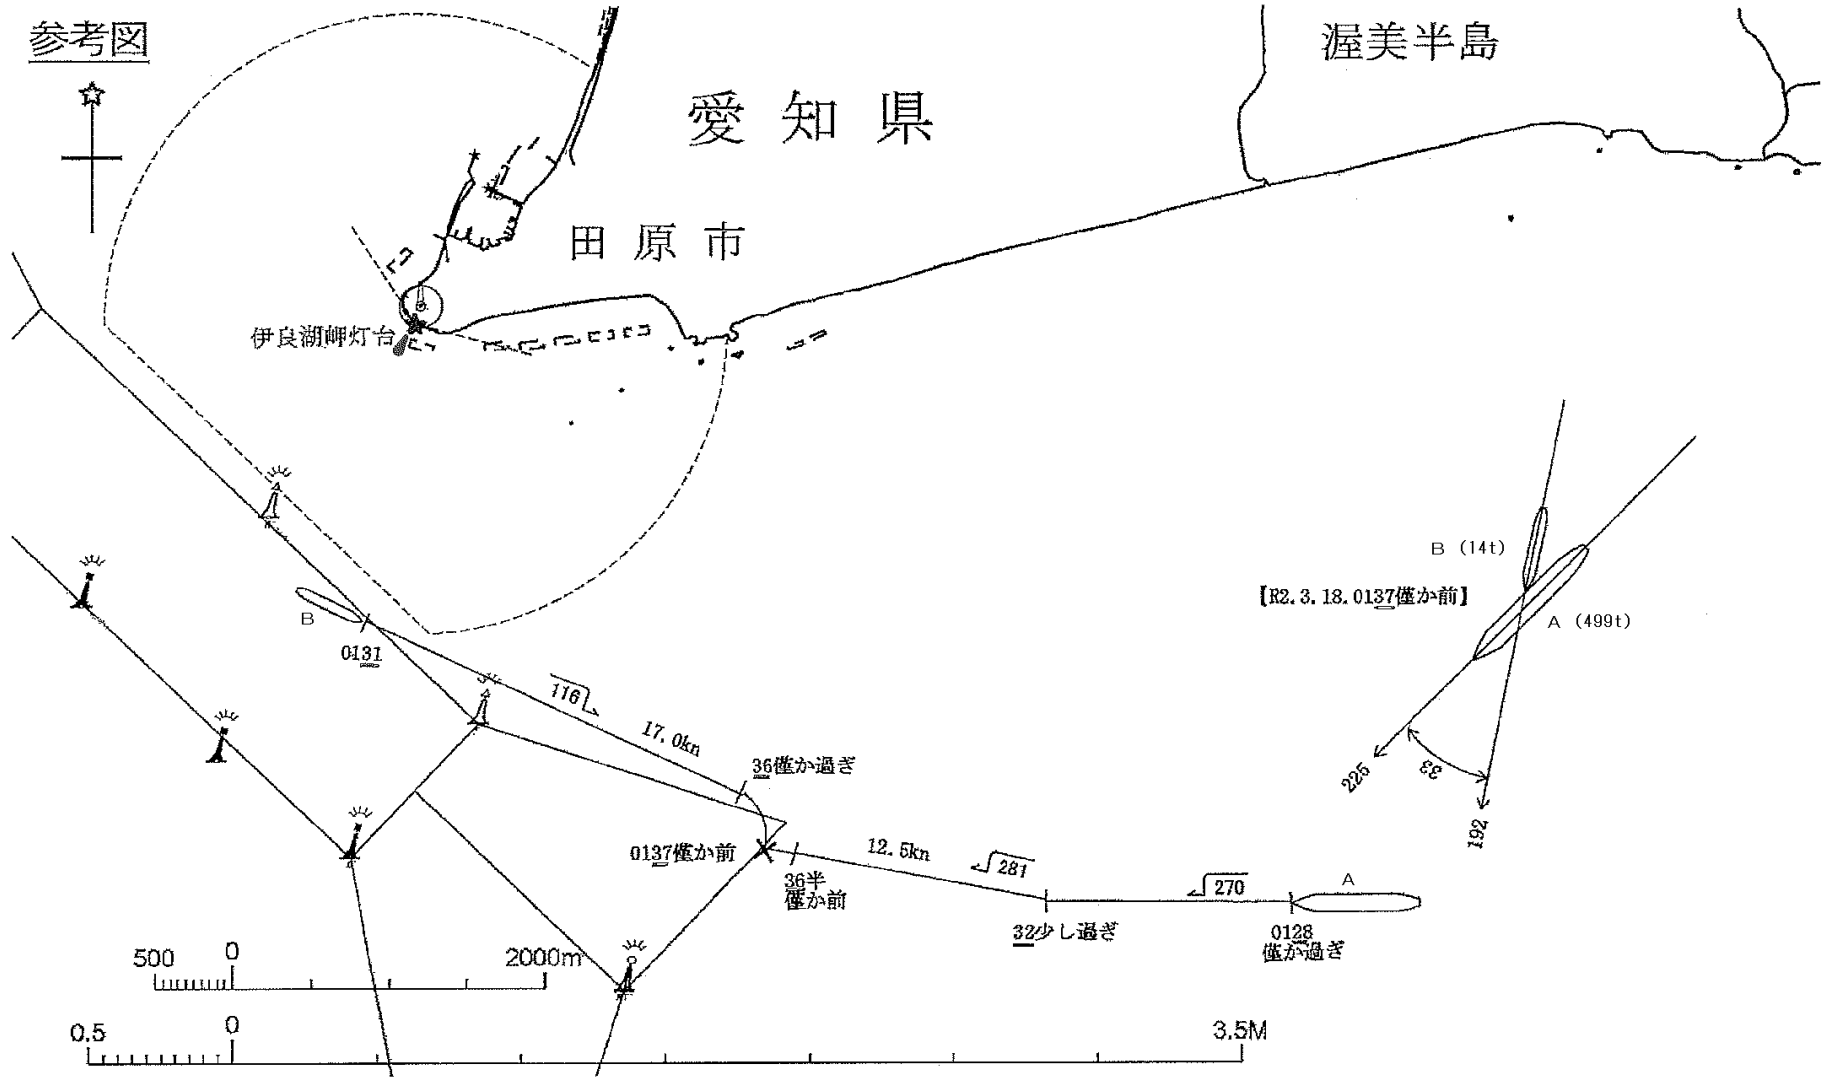 参考図
渥美半島
愛知県
田原市
伊良湖岬灯台
B (14t)
【R2.3.18.0137僅か前】
A (499t)
B
0131
116
17.0kn
36僅か過ぎ
225
33
192
0137僅か前
12.5kn
281
36半
僅か前
270
A
32少し過ぎ
0128
僅か過ぎ
500 0 2000m
0.5 0 3.5M